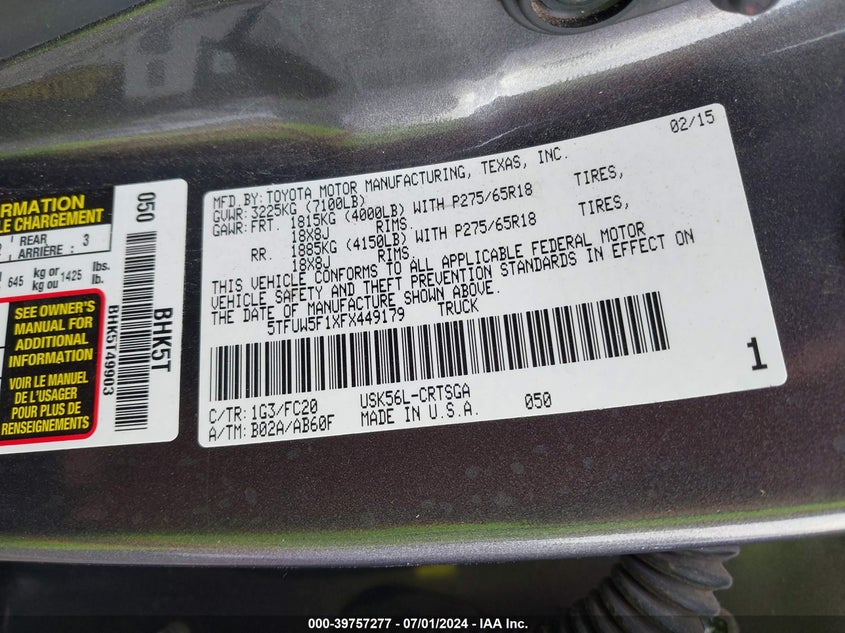 RMATION
LE CHARGEMENT
REAR
ARRIÈRE : 3
645 kg or kg ou 1425 lbs. lb.
SEE OWNER'S
MANUAL FOR
ADDITIONAL
INFORMATION
VOIR LE MANUEL
DE L'USAGER
POUR PLUS DE
RENSEIGNEMENTS
050
BHK5T
BHK5T49903
02/15
MFD.BY:TOYOTA MOTOR MANUFACTURING, TEXAS, INC.
GVWR: 3225KG (7100LB)
GAWR:FRT. 1815KG (4000LB) WITH P275/65R18 TIRES,
18X8J RIMS.
RR. 1885KG (4150LB) WITH P275/65R18 TIRES,
18X8J RIMS.
THIS VEHICLE CONFORMS TO ALL APPLICABLE FEDERAL MOTOR
VEHICLE SAFETY AND THEFT PREVENTION STANDARDS IN EFFECT ON
THE DATE OF MANUFACTURE SHOWN ABOVE.
5TFUW5F1XFX449179 TRUCK
1
C/TR: 1G3/FC20 USK56L-CRTSGA
A/TM: B02A/AB60F MADE IN U.S.A. 050
000-39757277 - 07/01/2024 - IAA Inc.